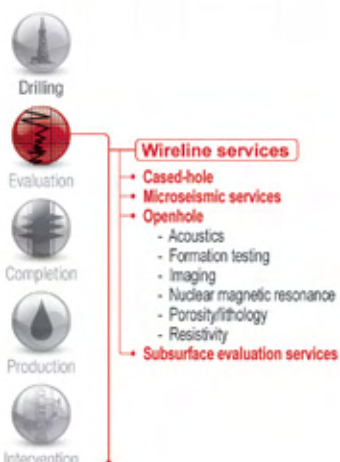 Drilling
Evaluation
Completion
Production
Intervention
Wireline services
Cased-hole
Microseismic services
Openhole
- Acoustics
- Formation testing
- Imaging
- Nuclear magnetic resonance
- Porosity/lithology
- Resistivity
Subsurface evaluation services